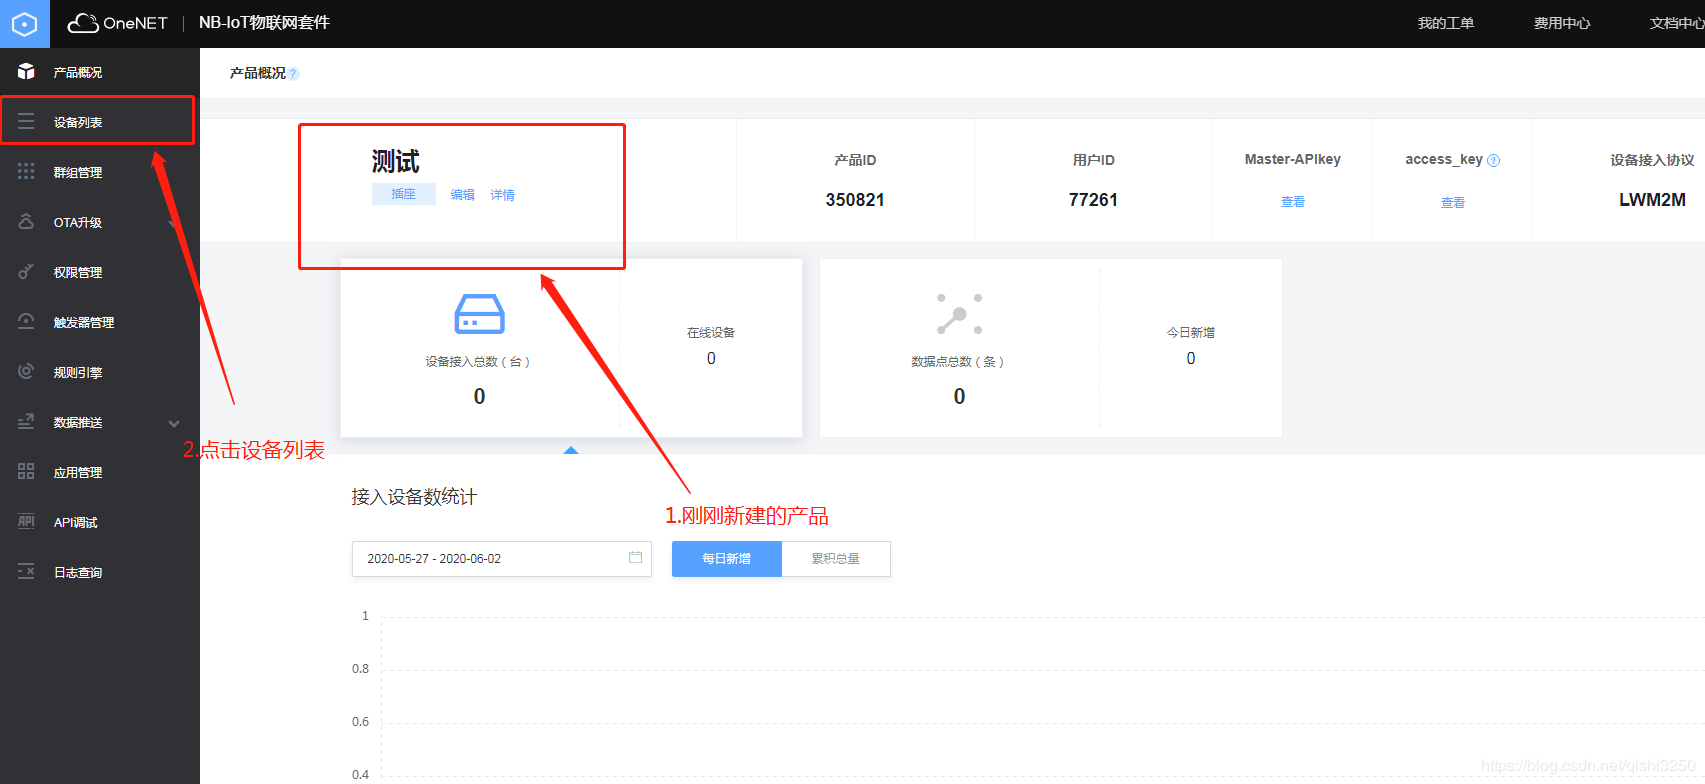 OneNET
NB-IoT物联网套件
我的工单
费用中心
文档中心
产品概况
设备列表
群组管理
OTA升级
权限管理
触发器管理
规则引擎
数据推送
应用管理
API
API调试
日志查询
产品概况 ?
测试
插座 编辑 详情
产品ID
350821
用户ID
77261
Master-APIkey
查看
access_key ?
查看
设备接入协议
LWM2M
设备接入总数 ( 台 )
0
在线设备
0
数据点总数 ( 条 )
0
今日新增
0
2.点击设备列表
1.刚刚新建的产品
接入设备数统计
2020-05-27 - 2020-06-02
每日新增
累积总量
1
0.8
0.6
0.4
https://blog.csdn.net/qishi3250